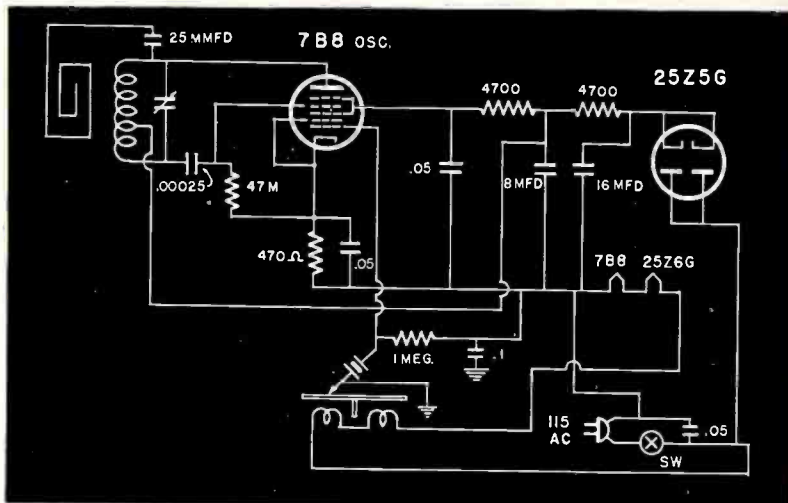 25 MMFD
7B8 OSC.
25Z5G
4700
4700
.00025
47 M
.05
8 MFD
16 MFD
470 Ω
.05
7B8
25Z6G
1 MEG.
.1
115
AC
.05
SW